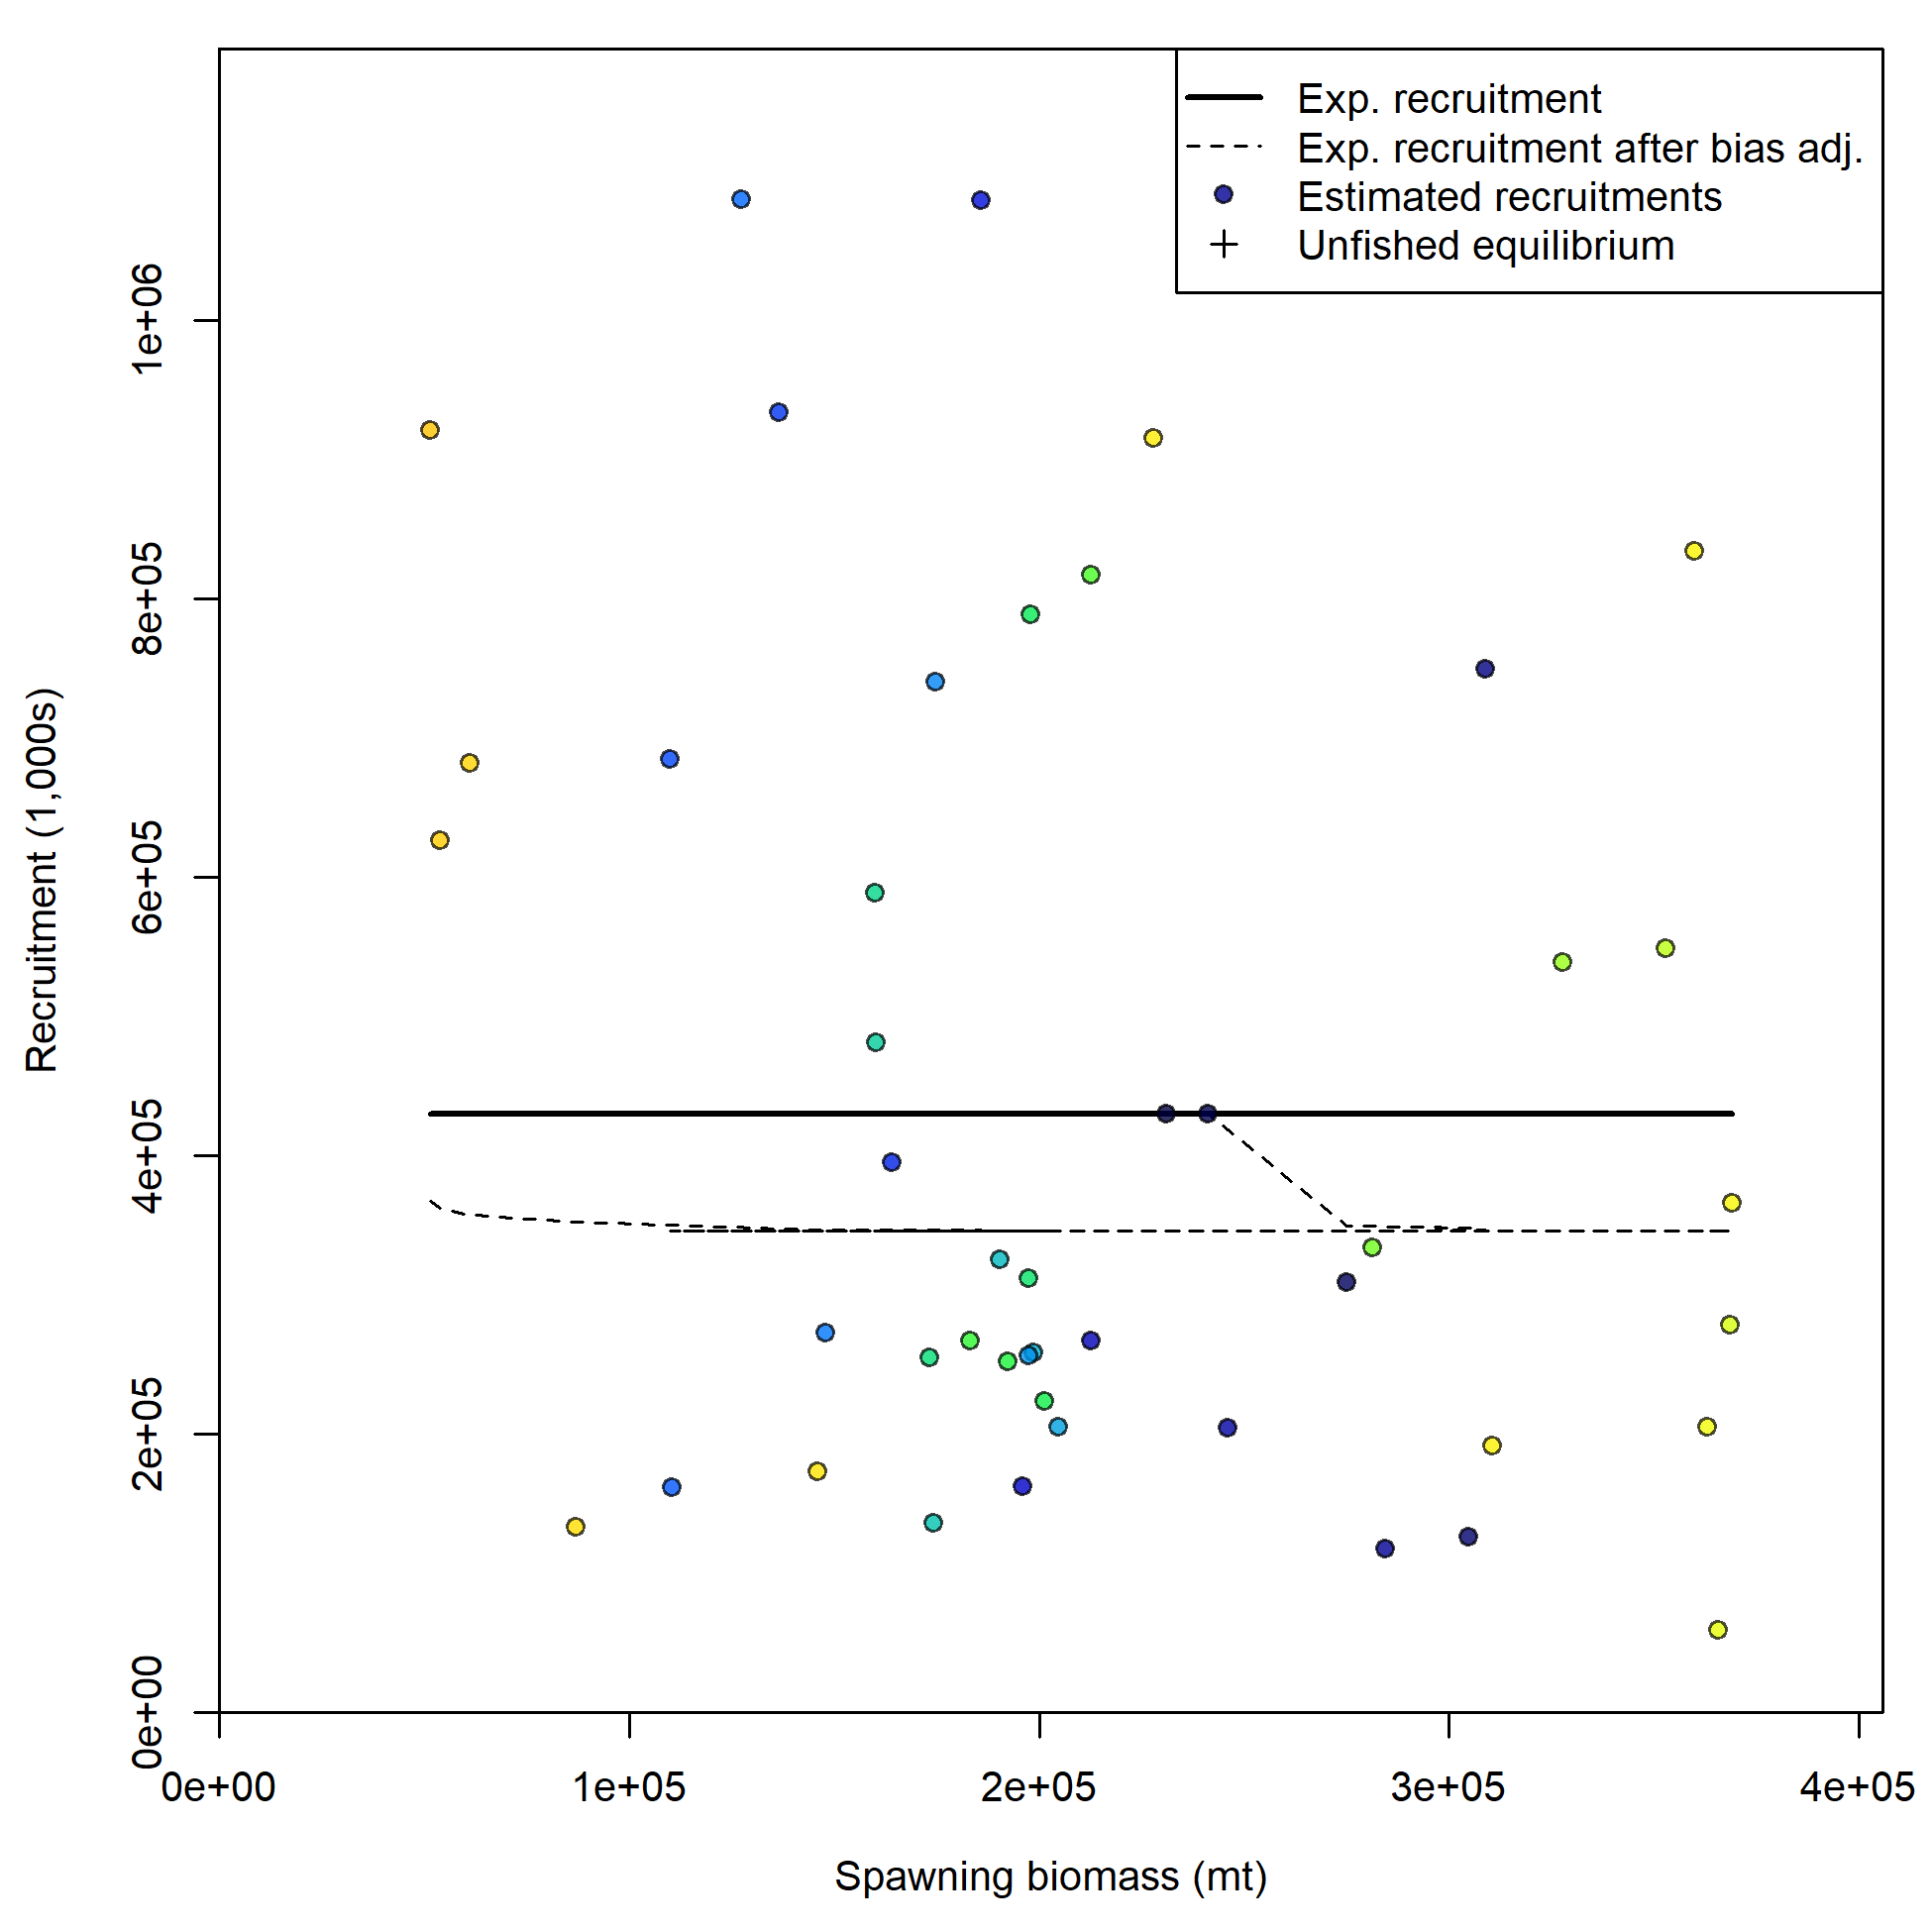 Exp. recruitment
Exp. recruitment after bias adj.
Estimated recruitments
Unfished equilibrium
Recruitment (1,000s)
1e+06
8e+05
6e+05
4e+05
2e+05
0e+00
0e+00 1e+05 2e+05 3e+05 4e+05
Spawning biomass (mt)